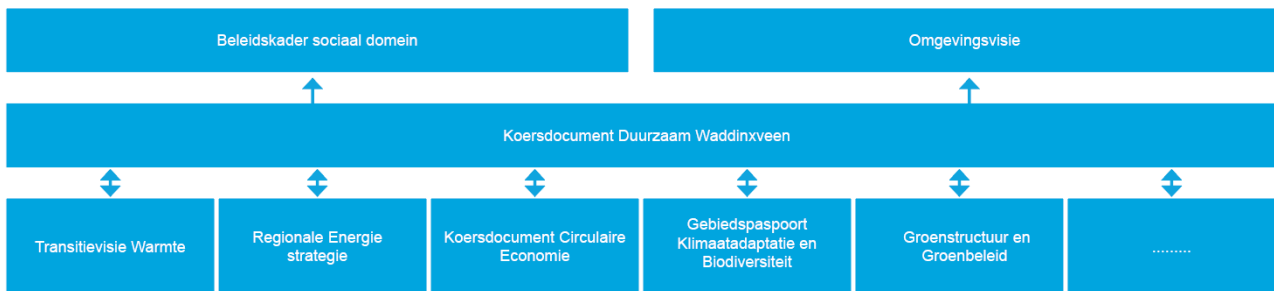 Beleidskader sociaal domein
Omgevingsvisie
Koersdocument Duurzaam Waddinxveen
Transitievisie Warmte
Regionale Energie
strategie
Koersdocument Circulaire
Economie
Gebiedspaspoort
Klimaatadaptatie en
Biodiversiteit
Groenstructuur en
Groenbeleid
.........